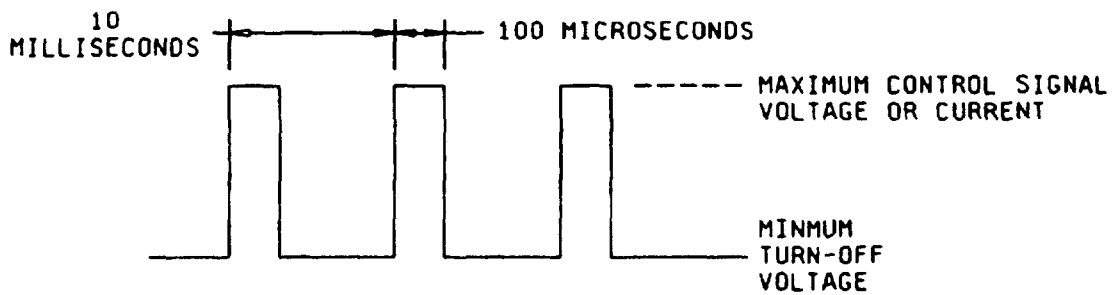 10
MILLISECONDS
100 MICROSECONDS
MAXIMUM CONTROL SIGNAL
VOLTAGE OR CURRENT
MINMUM
TURN-OFF
VOLTAGE